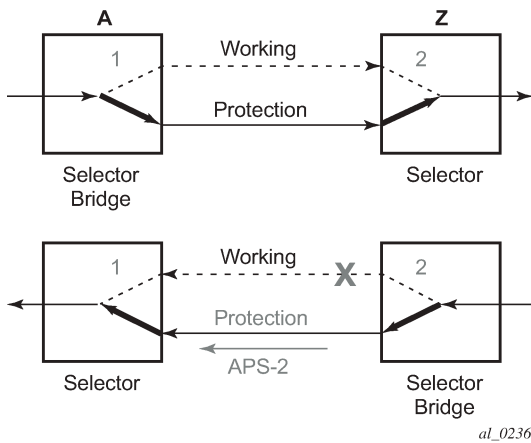 A
Z
1
Working
2
Protection
Selector
Bridge
Selector
1
Working
X
2
Protection
APS-2
Selector
Selector
Bridge
al_0236